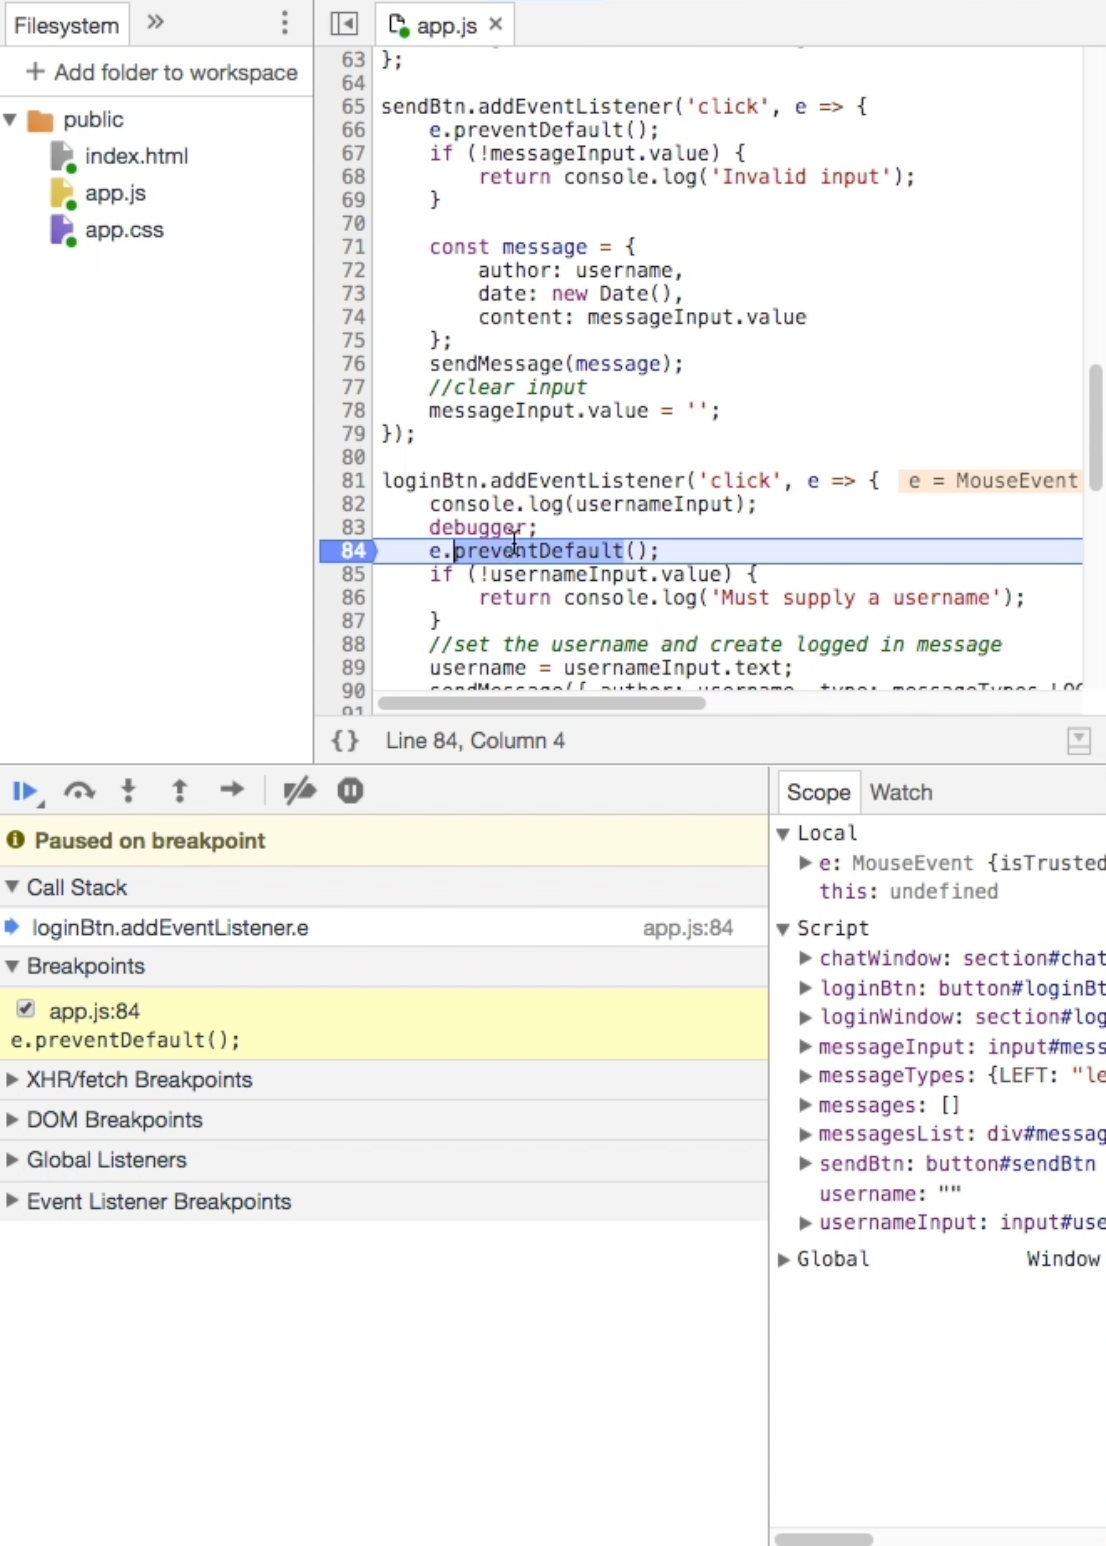 Filesystem
app.js
Add folder to workspace
public
index.html
app.js
app.css
63 };
64
65 sendBtn.addEventListener('click', e => {
66 e.preventDefault();
67 if (!messageInput.value) {
68 return console.log('Invalid input');
69 }
70
71 const message = {
72 author: username,
73 date: new Date(),
74 content: messageInput.value
75 };
76 sendMessage(message);
77 //clear input
78 messageInput.value = '';
79 });
80
81 loginBtn.addEventListener('click', e => { e = MouseEvent
82 console.log(usernameInput);
83 debugger;
84 e.preventDefault();
85 if (!usernameInput.value) {
86 return console.log('Must supply a username');
87 }
88 //set the username and create logged in message
89 username = usernameInput.text;
90 sendMessage({ author: username, type: messageTypes.LOG
91
{} Line 84, Column 4
Paused on breakpoint
Call Stack
loginBtn.addEventListener.e app.js:84
Breakpoints
app.js:84
e.preventDefault();
XHR/fetch Breakpoints
DOM Breakpoints
Global Listeners
Event Listener Breakpoints
Scope Watch
Local
e: MouseEvent {isTrusted
this: undefined
Script
chatWindow: section#chat
loginBtn: button#loginBt
loginWindow: section#log
messageInput: input#mess
messageTypes: {LEFT: "le
messages: []
messagesList: div#messag
sendBtn: button#sendBtn
username: ""
usernameInput: input#use
Global Window